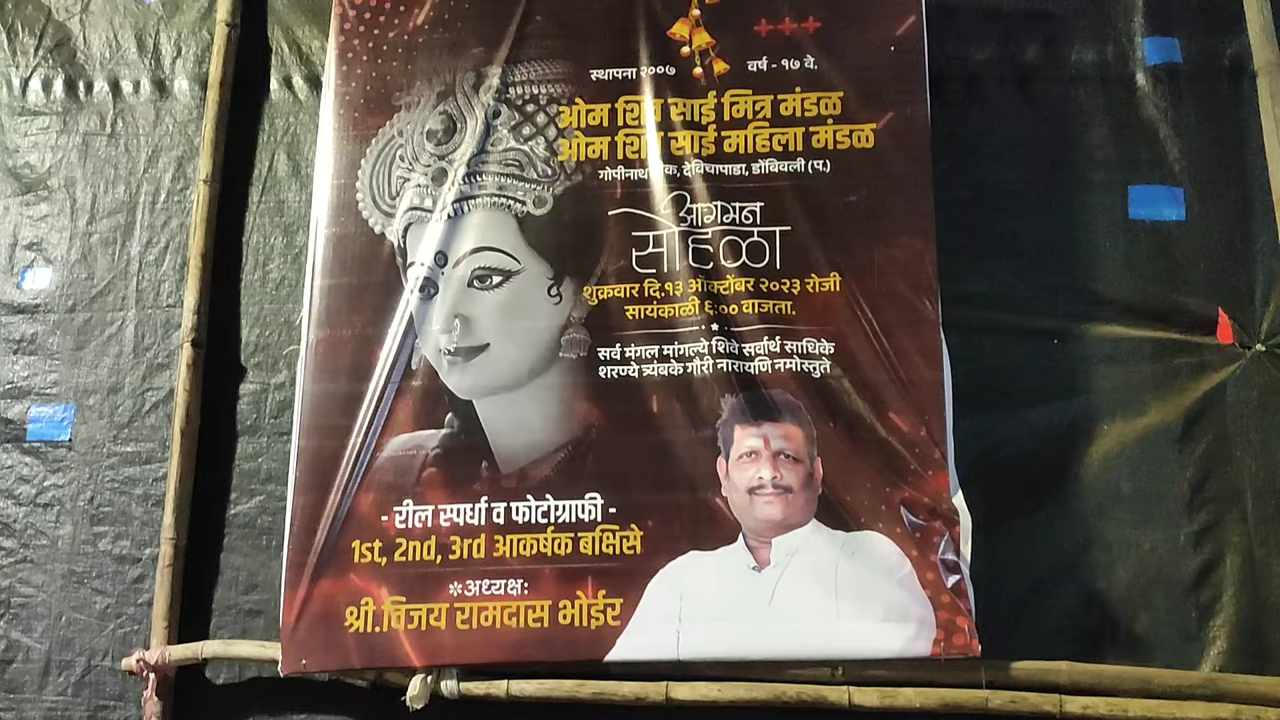 स्थापना २००७
वर्ष - १७ वे.
ओम शिव साई मित्र मंडळ
ओम शिव साई महिला मंडळ
गोपीनाथ चौक, देविचापाडा, डोंबिवली (प.)
आगमन
सोहळा
शुक्रवार दि.१३ ऑक्टोंबर २०२३ रोजी
सायंकाळी ६:०० वाजता.
सर्व मंगल मांगल्ये शिवे सर्वार्थ साधिके
शरण्ये त्र्यंबके गौरी नारायणि नमोस्तुते
- रील स्पर्धा व फोटोग्राफी -
1st, 2nd, 3rd आकर्षक बक्षिसे
*अध्यक्षः
श्री.विजय रामदास भोईर